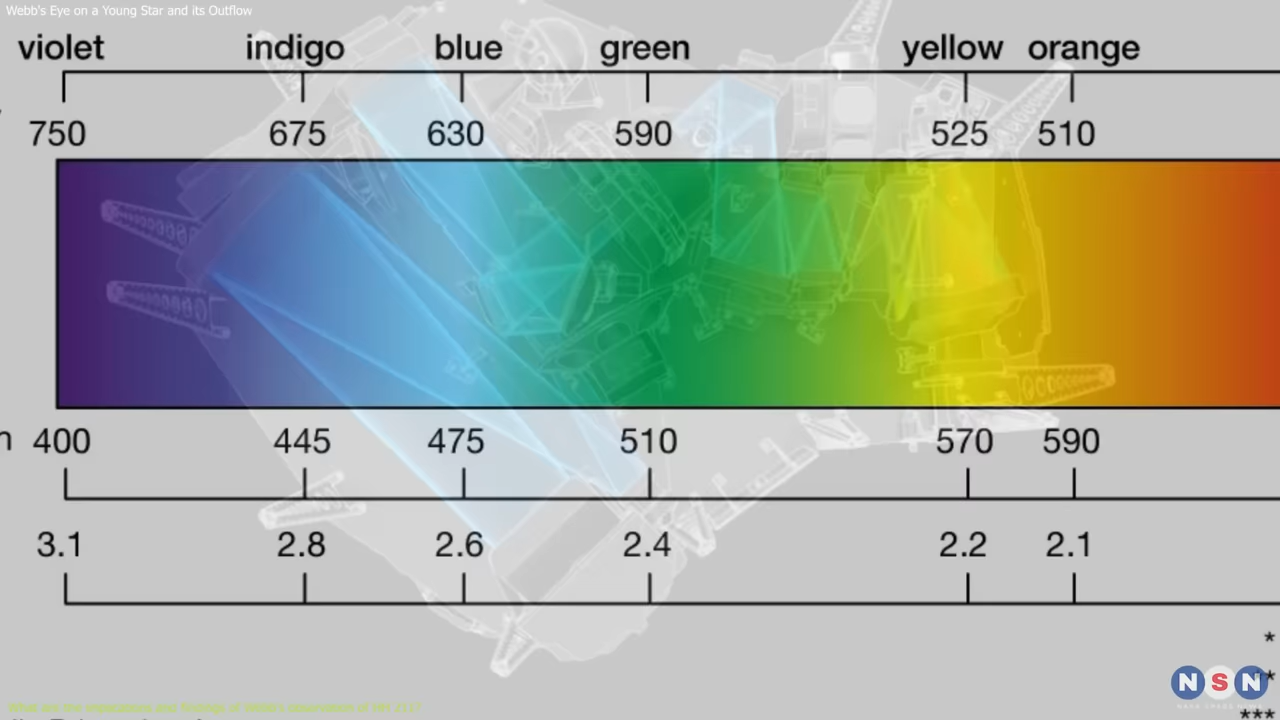 Webb's Eye on a Young Star and its Outflow
violet indigo blue green yellow orange
750 675 630 590 525 510
400 445 475 510 570 590
3.1 2.8 2.6 2.4 2.2 2.1
*
**
NSN
***